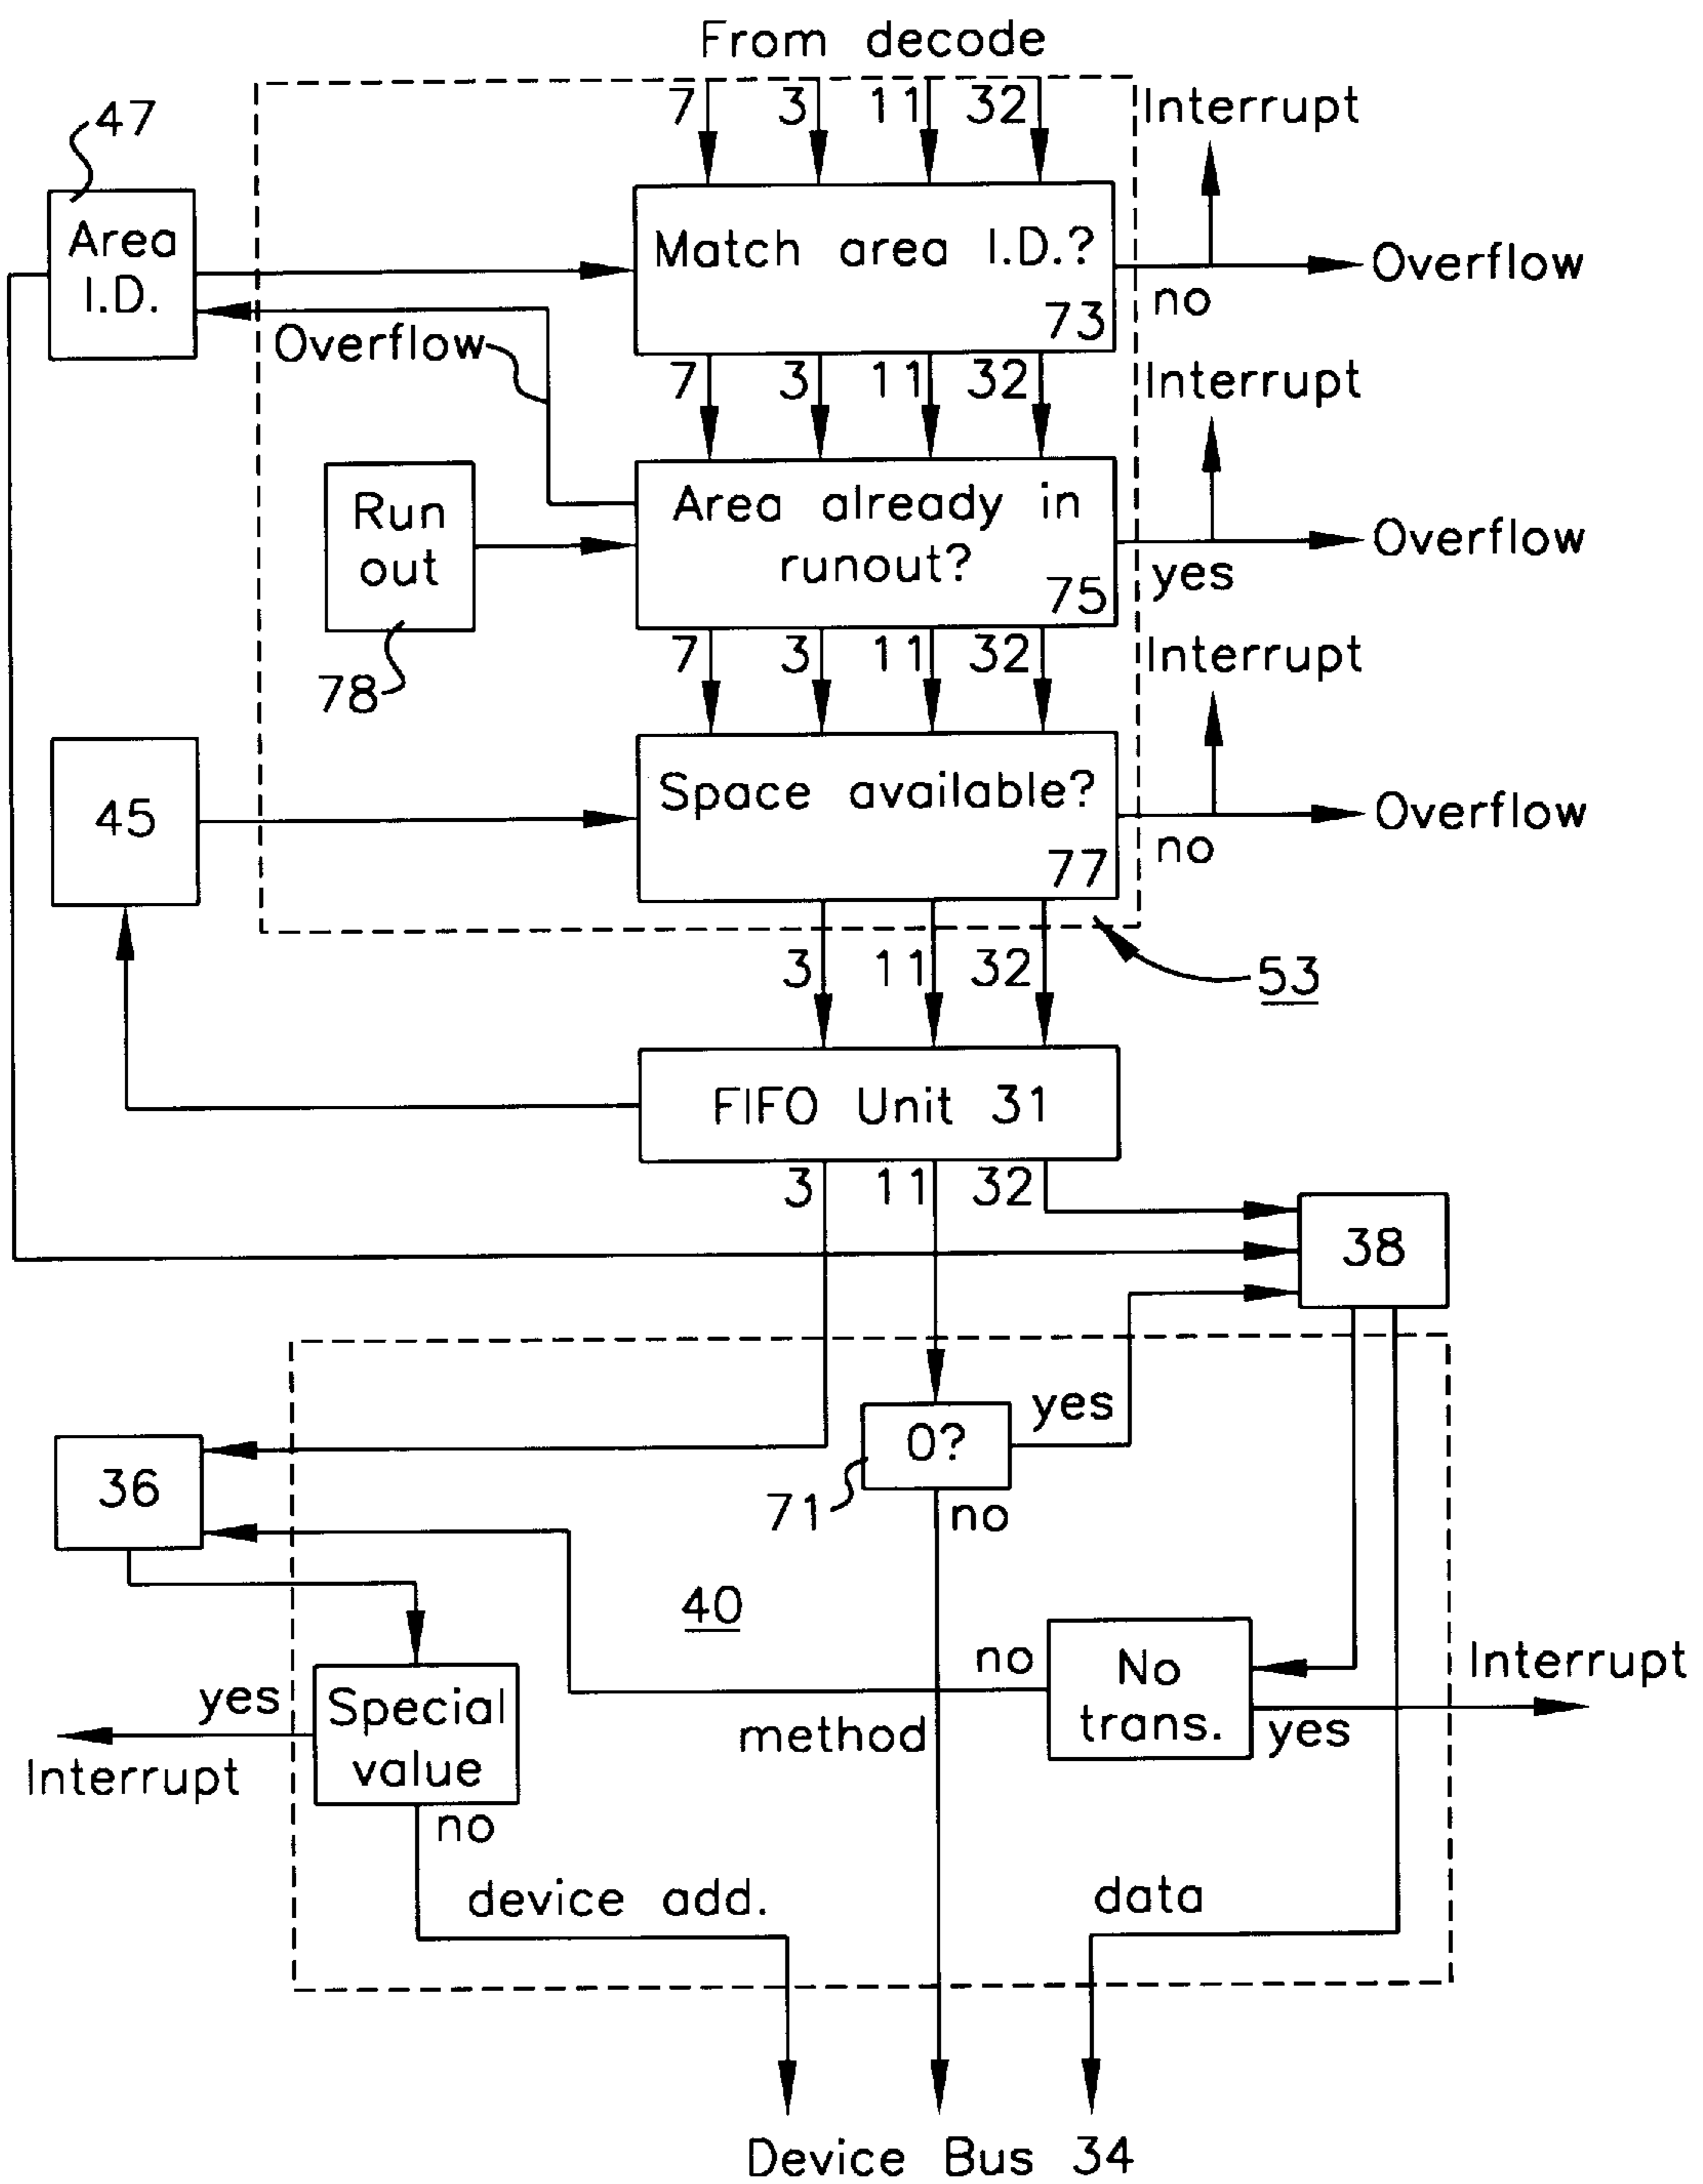 From decode
7 3 11 32
Interrupt
47
Area
I.D.
Match area I.D.?
73
Overflow
no
Overflow
7 3 11 32
Interrupt
Run
out
78
Area already in
runout?
75
Overflow
yes
7 3 11 32
Interrupt
45
Space available?
77
Overflow
no
3 11 32
53
FIFO Unit 31
3 11 32
38
0?
yes
71
no
36
40
no
No
trans.
yes
Interrupt
yes
Special
value
Interrupt
no
method
device add.
data
Device Bus 34